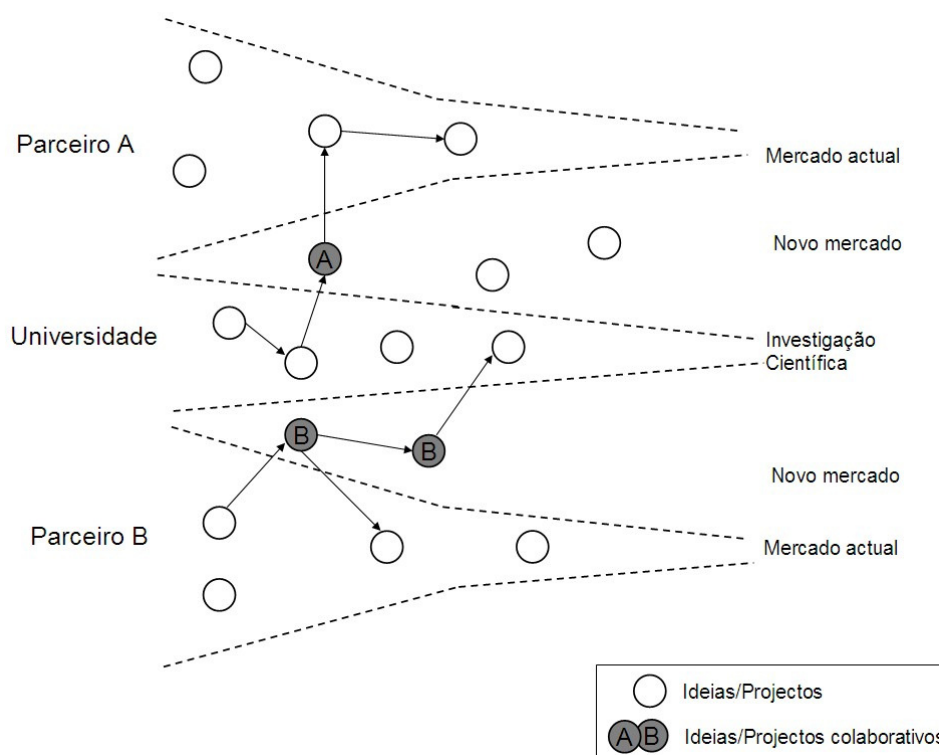 Parceiro A
Mercado actual
Novo mercado
A
Universidade
Investigação
Científica
B
B
Novo mercado
Parceiro B
Mercado actual
Ideias/Projectos
A B Ideias/Projectos colaborativos